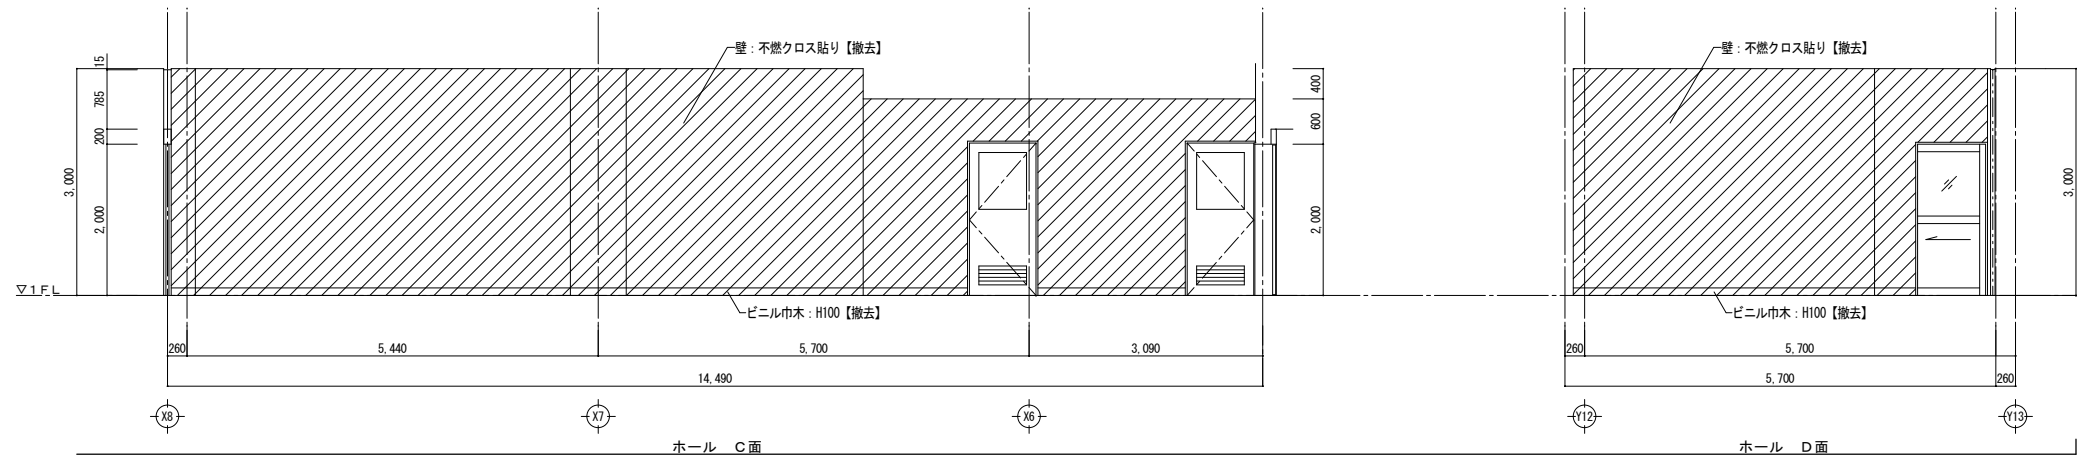 壁：不燃クロス貼り【撤去】
壁：不燃クロス貼り【撤去】
15
785
200
3,000
2,000
400
600
2,000
3,000
▽1FL
ビニル巾木：H100【撤去】
ビニル巾木：H100【撤去】
260
5,440
5,700
3,090
260
5,700
14,490
5,700
260
X8
X7
X6
Y12
Y13
ホール　C面
ホール　D面